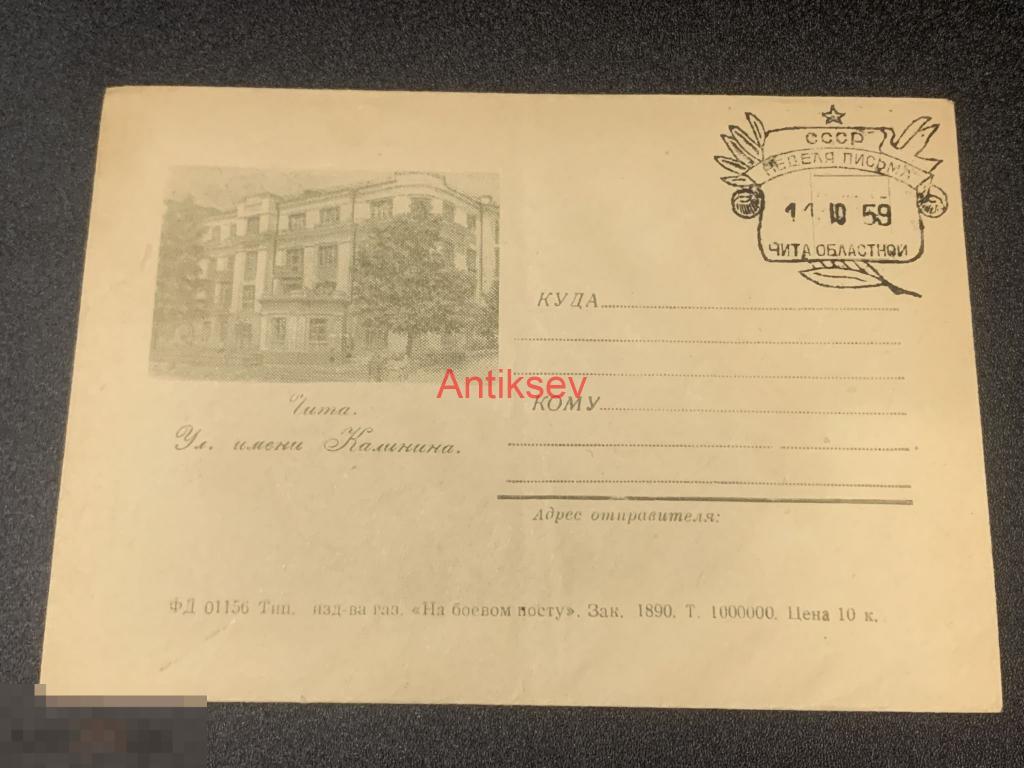 СССР
НЕДЕЛЯ ПИСЬМА
11 10 59
ЧИТА ОБЛАСТНОЙ
КУДА
Antiksev
КОМУ
Чита.
Ул. имени Калинина.
Адрес отправителя:
ФД 01156 Тип. изд-ва газ. «На боевом посту». Зак. 1890. Т. 1000000. Цена 10 к.